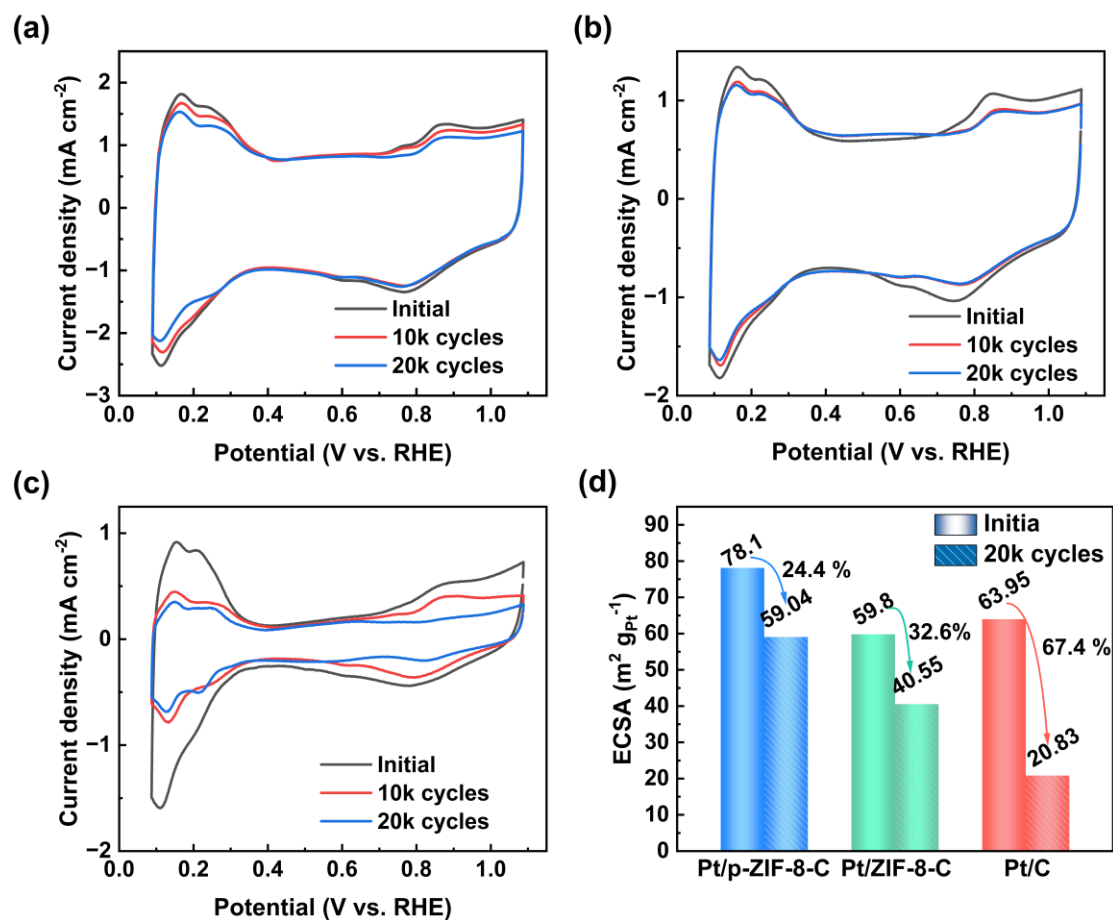 (a)
Current density (mA cm⁻²)
2
1
0
−1
−2
−3
Initial
10k cycles
20k cycles
0.0 0.2 0.4 0.6 0.8 1.0
Potential (V vs. RHE)
(b)
Current density (mA cm⁻²)
1
0
−1
−2
Initial
10k cycles
20k cycles
0.0 0.2 0.4 0.6 0.8 1.0
Potential (V vs. RHE)
(c)
Current density (mA cm⁻²)
1
0
−1
−2
Initial
10k cycles
20k cycles
0.0 0.2 0.4 0.6 0.8 1.0
Potential (V vs. RHE)
(d)
ECSA (m² g_Pt⁻¹)
90
80
70
60
50
40
30
20
10
0
Initia
20k cycles
78.1
24.4 %
59.04
59.8
32.6%
40.55
63.95
67.4 %
20.83
Pt/p-ZIF-8-C Pt/ZIF-8-C Pt/C